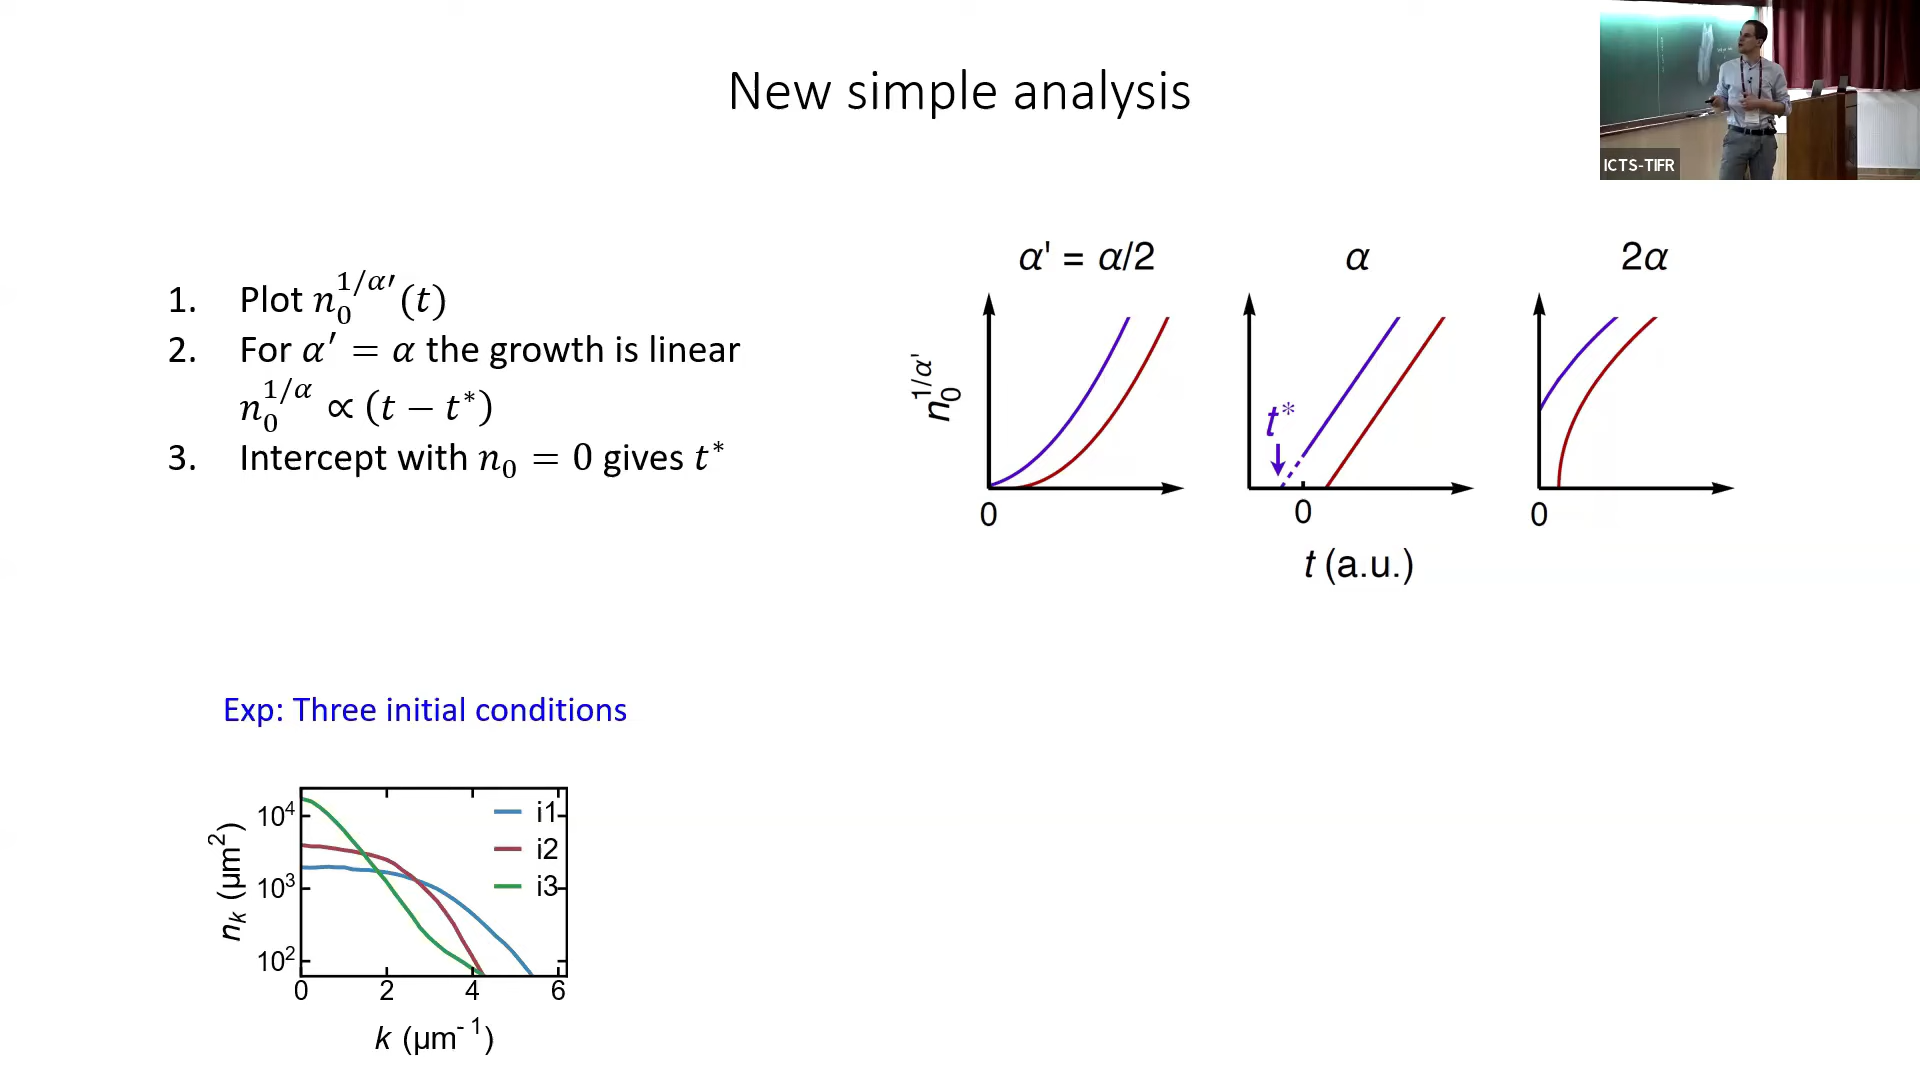 New simple analysis
ICTS-TIFR
1. Plot n₀^{1/α′}(t)
2. For α′ = α the growth is linear
n₀^{1/α} ∝ (t − t*)
3. Intercept with n₀ = 0 gives t*
α' = α/2
α
2α
n₀^{1/α'}
t*
0
0
0
t (a.u.)
Exp: Three initial conditions
10⁴
10³
10²
nₖ (μm²)
i1
i2
i3
0 2 4 6
k (μm⁻¹)